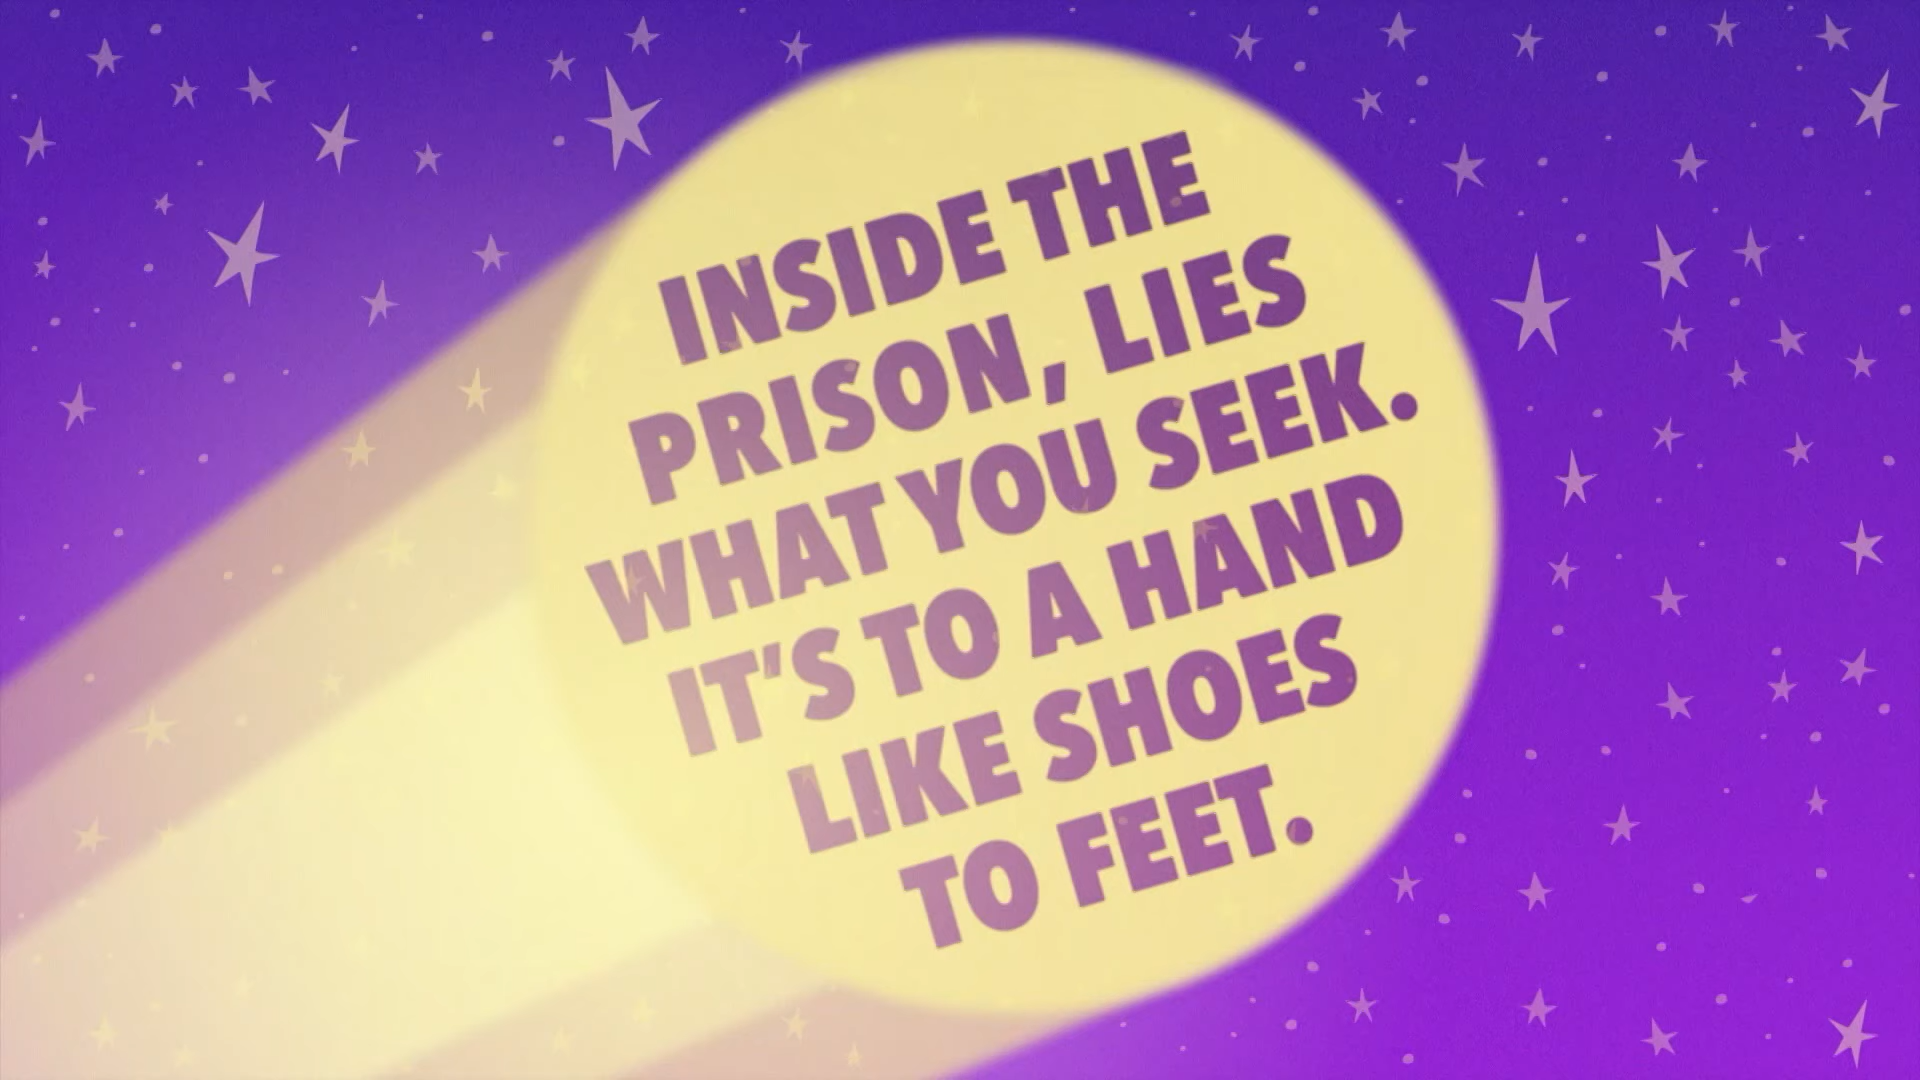 INSIDE THE
PRISON, LIES
WHAT YOU SEEK.
IT'S TO A HAND
LIKE SHOES
TO FEET.